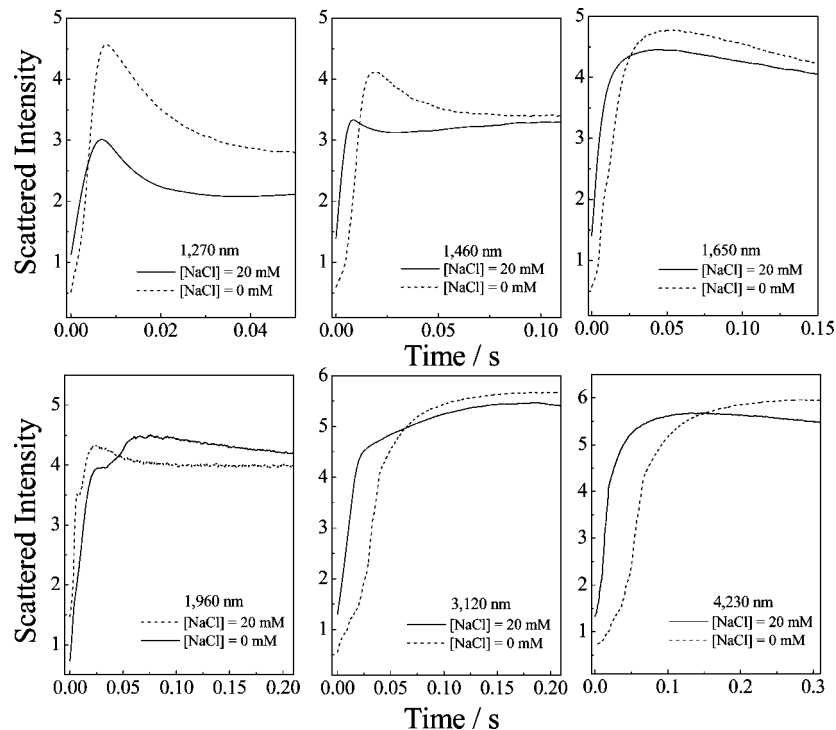 5
4
3
2
1
0.00
0.02
0.04
Scattered Intensity
1,270 nm
[NaCl] = 20 mM
[NaCl] = 0 mM
5
4
3
2
1
0.00
0.05
0.10
1,460 nm
[NaCl] = 20 mM
[NaCl] = 0 mM
5
4
3
2
1
0.00
0.05
0.10
0.15
1,650 nm
[NaCl] = 20 mM
[NaCl] = 0 mM
Time / s
5
4
3
2
1
0.00
0.05
0.10
0.15
0.20
Scattered Intensity
1,960 nm
[NaCl] = 20 mM
[NaCl] = 0 mM
6
5
4
3
2
1
0.00
0.05
0.10
0.15
0.20
3,120 nm
[NaCl] = 20 mM
[NaCl] = 0 mM
6
5
4
3
2
1
0.0
0.1
0.2
0.3
4,230 nm
[NaCl] = 20 mM
[NaCl] = 0 mM
Time / s